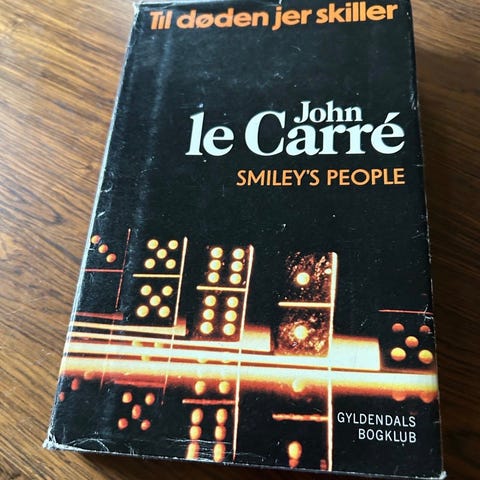 Til døden jer skiller
John
le Carré
SMILEY'S PEOPLE
GYLDENDALS
BOGKLUB